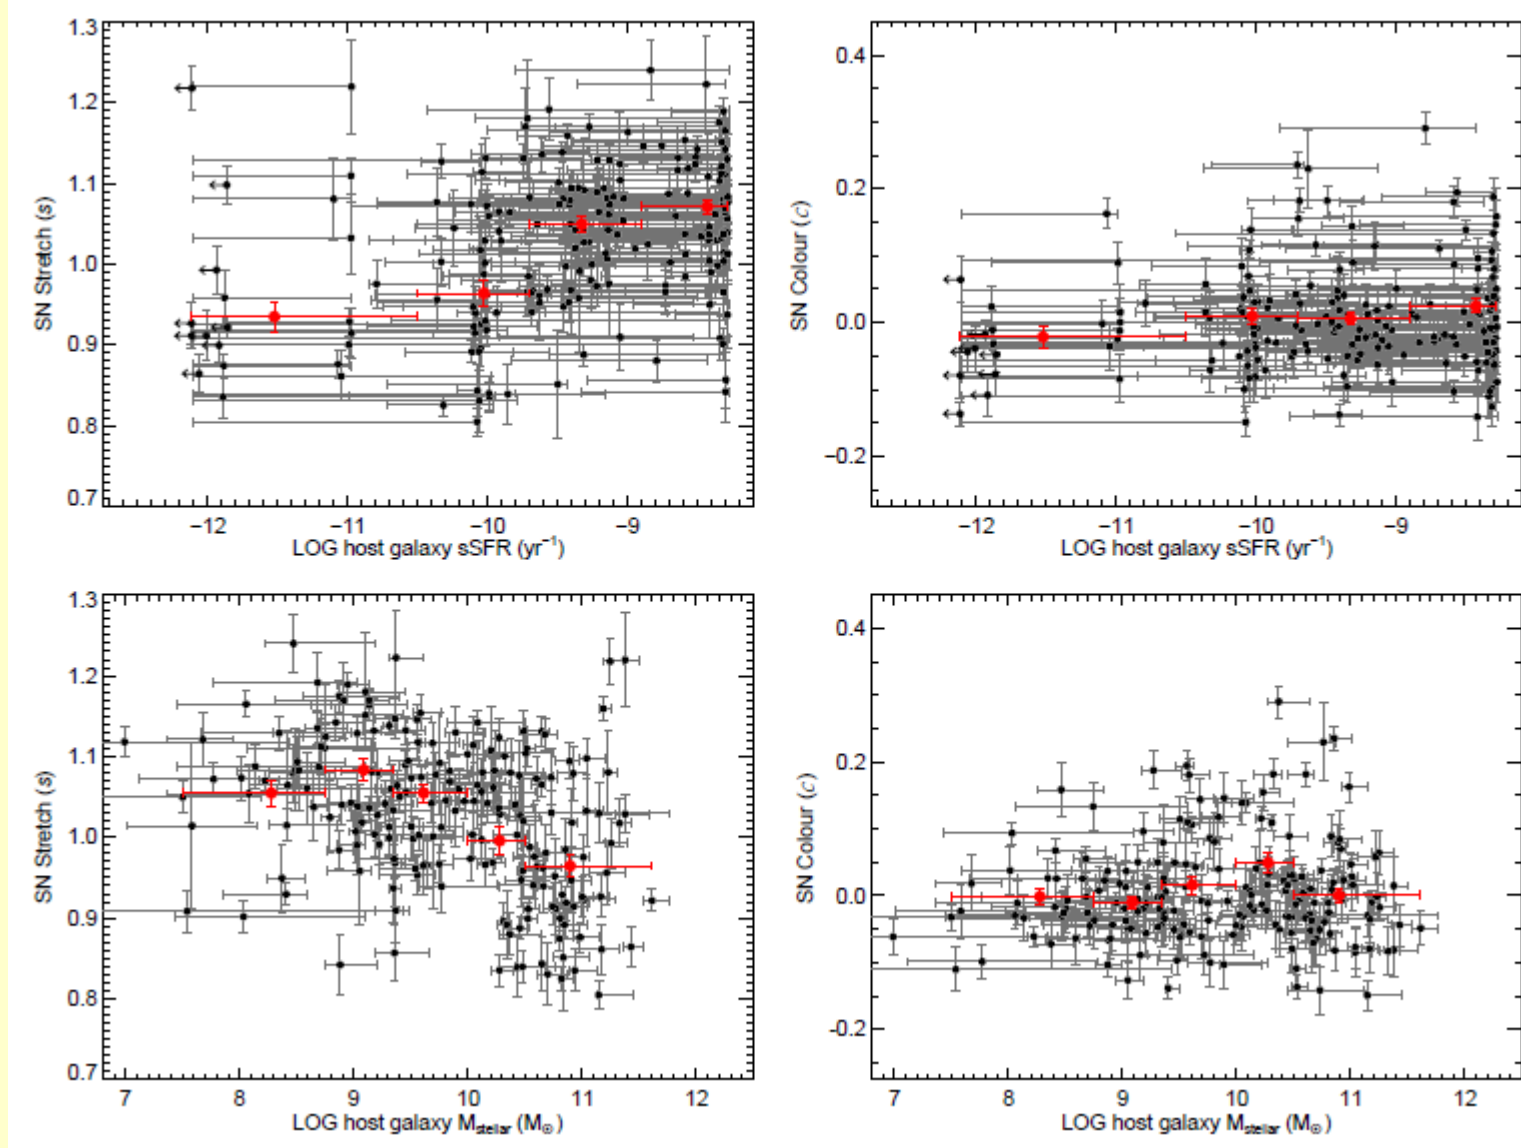 1.3
1.2
1.1
1.0
0.9
0.8
0.7
SN Stretch (s)
−12 −11 −10 −9
LOG host galaxy sSFR (yr⁻¹)
0.4
0.2
0.0
−0.2
SN Colour (c)
−12 −11 −10 −9
LOG host galaxy sSFR (yr⁻¹)
1.3
1.2
1.1
1.0
0.9
0.8
0.7
SN Stretch (s)
7 8 9 10 11 12
LOG host galaxy Mstellar (M⊙)
0.4
0.2
0.0
-0.2
SN Colour (c)
7 8 9 10 11 12
LOG host galaxy Mstellar (M⊙)